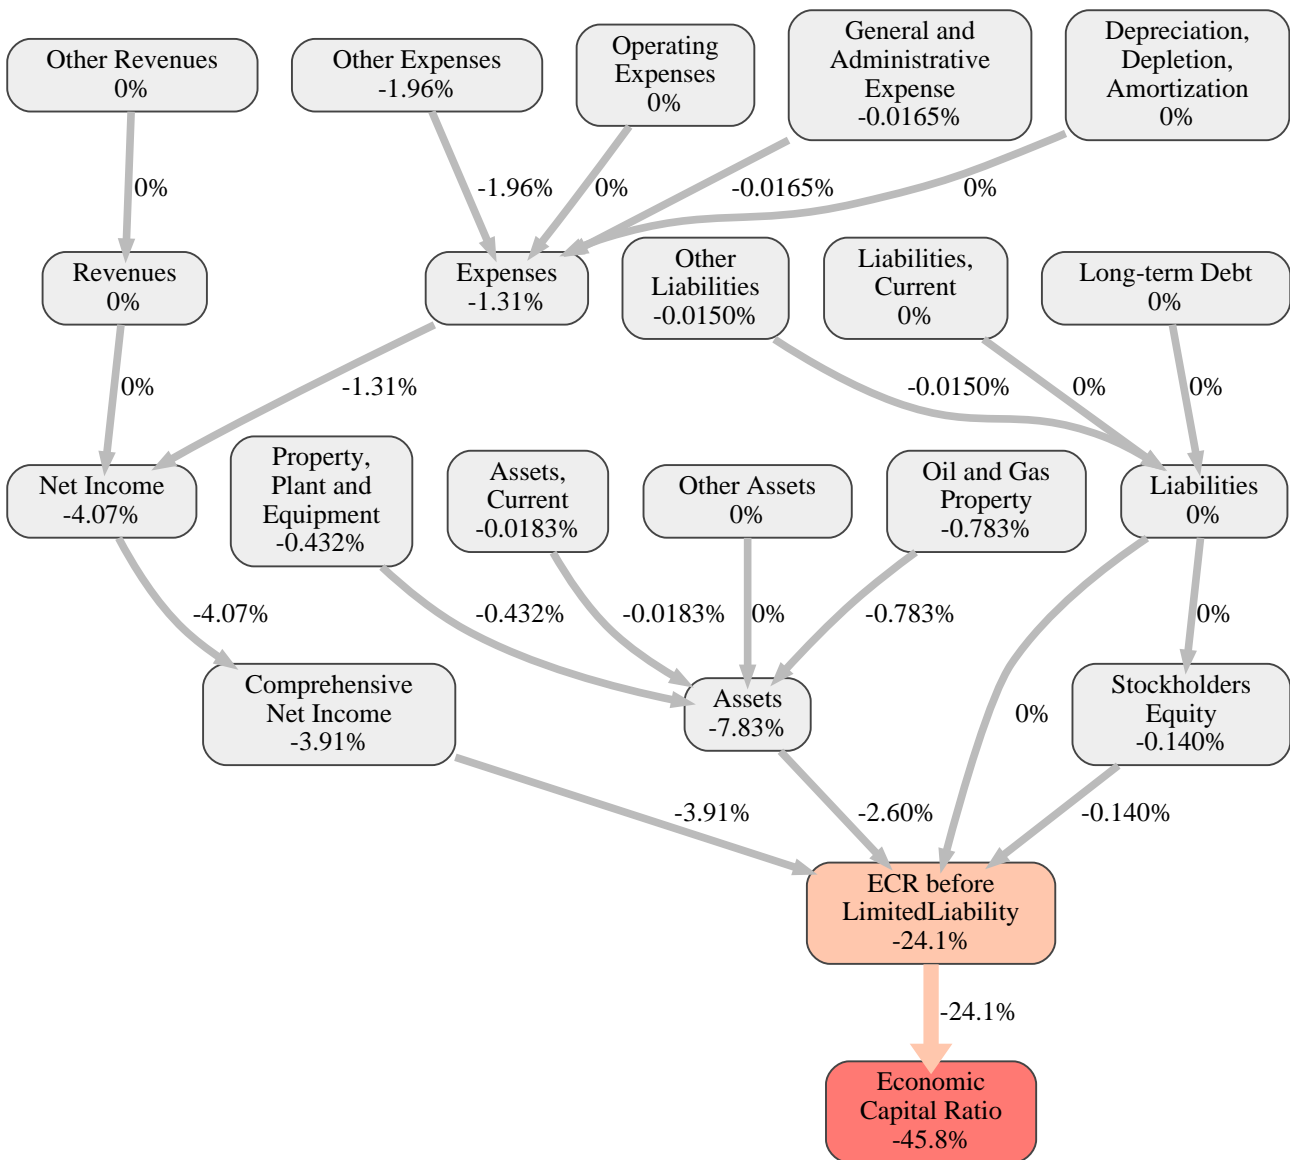 Other Revenues
0%
Other Expenses
-1.96%
Operating
Expenses
0%
General and
Administrative
Expense
-0.0165%
Depreciation,
Depletion,
Amortization
0%
0%
-1.96%
0%
-0.0165%
0%
Revenues
0%
Expenses
-1.31%
Other
Liabilities
-0.0150%
Liabilities,
Current
0%
Long-term Debt
0%
0%
-1.31%
-0.0150%
0%
0%
Net Income
-4.07%
Property,
Plant and
Equipment
-0.432%
Assets,
Current
-0.0183%
Other Assets
0%
Oil and Gas
Property
-0.783%
Liabilities
0%
-4.07%
-0.432%
-0.0183%
0%
-0.783%
0%
0%
Comprehensive
Net Income
-3.91%
Assets
-7.83%
Stockholders
Equity
-0.140%
-3.91%
-2.60%
-0.140%
ECR before
LimitedLiability
-24.1%
-24.1%
Economic
Capital Ratio
-45.8%